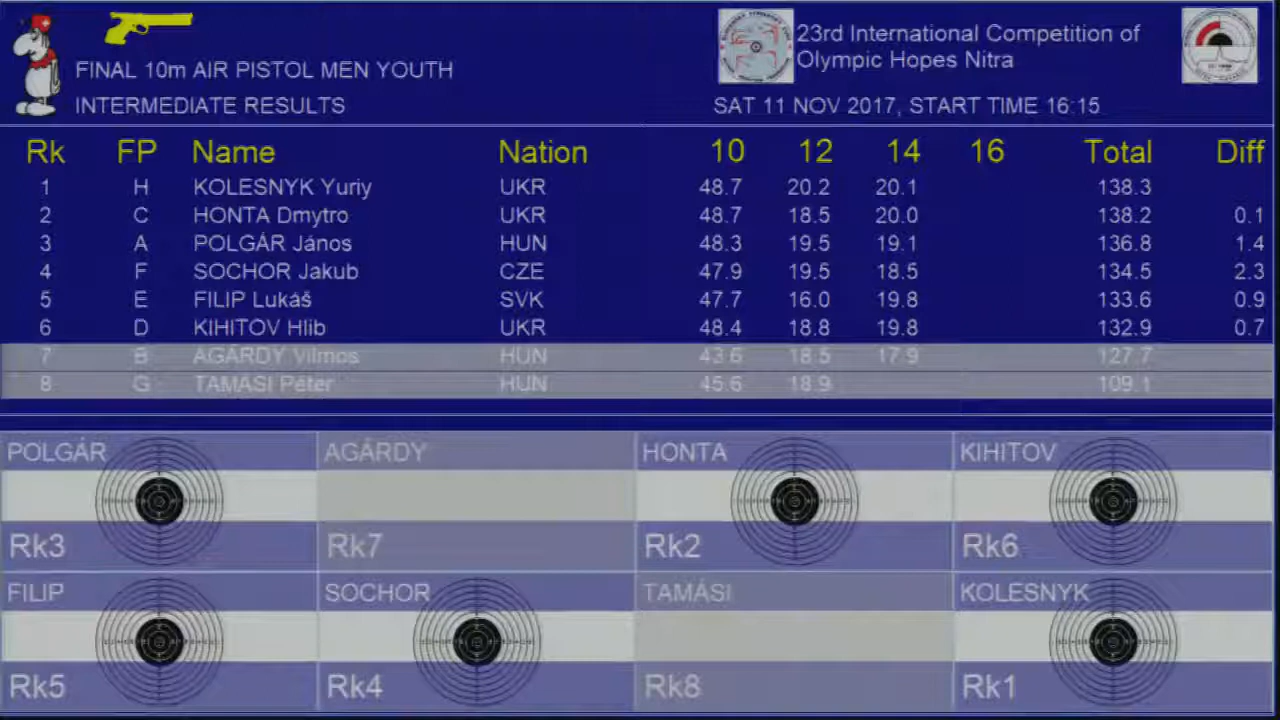 FINAL 10m AIR PISTOL MEN YOUTH
INTERMEDIATE RESULTS
23rd International Competition of
Olympic Hopes Nitra
SAT 11 NOV 2017, START TIME 16:15
Rk FP Name Nation 10 12 14 16 Total Diff
1 H KOLESNYK Yuriy UKR 48.7 20.2 20.1 138.3
2 C HONTA Dmytro UKR 48.7 18.5 20.0 138.2 0.1
3 A POLGÁR János HUN 48.3 19.5 19.1 136.8 1.4
4 F SOCHOR Jakub CZE 47.9 19.5 18.5 134.5 2.3
5 E FILIP Lukáš SVK 47.7 16.0 19.8 133.6 0.9
6 D KIHITOV Hlib UKR 48.4 18.8 19.8 132.9 0.7
7 B AGÁRDY Vilmos HUN 43.6 18.5 17.9 127.7
8 G TAMÁSI Péter HUN 45.6 18.9 109.1
POLGÁR AGÁRDY HONTA KIHITOV
Rk3 Rk7 Rk2 Rk6
FILIP SOCHOR TAMÁSI KOLESNYK
Rk5 Rk4 Rk8 Rk1